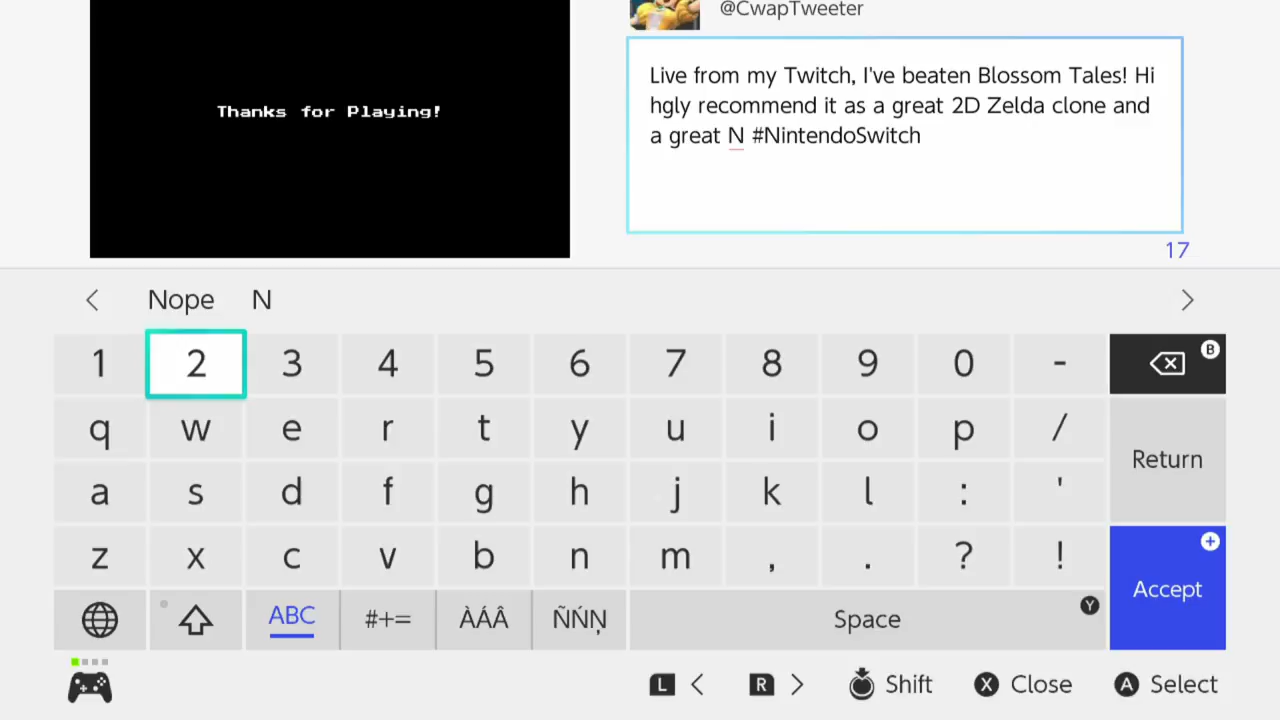 @CwapTweeter
Thanks for Playing!
Live from my Twitch, I've beaten Blossom Tales! Hi
hgly recommend it as a great 2D Zelda clone and
a great N #NintendoSwitch
17
< Nope N >
1 2 3 4 5 6 7 8 9 0 - B
q w e r t y u i o p / Return
a s d f g h j k l : '
z x c v b n m , . ? ! + Accept
ABC #+= ÀÁÂ ÑŃŅ Space Y
L < R > Shift X Close A Select